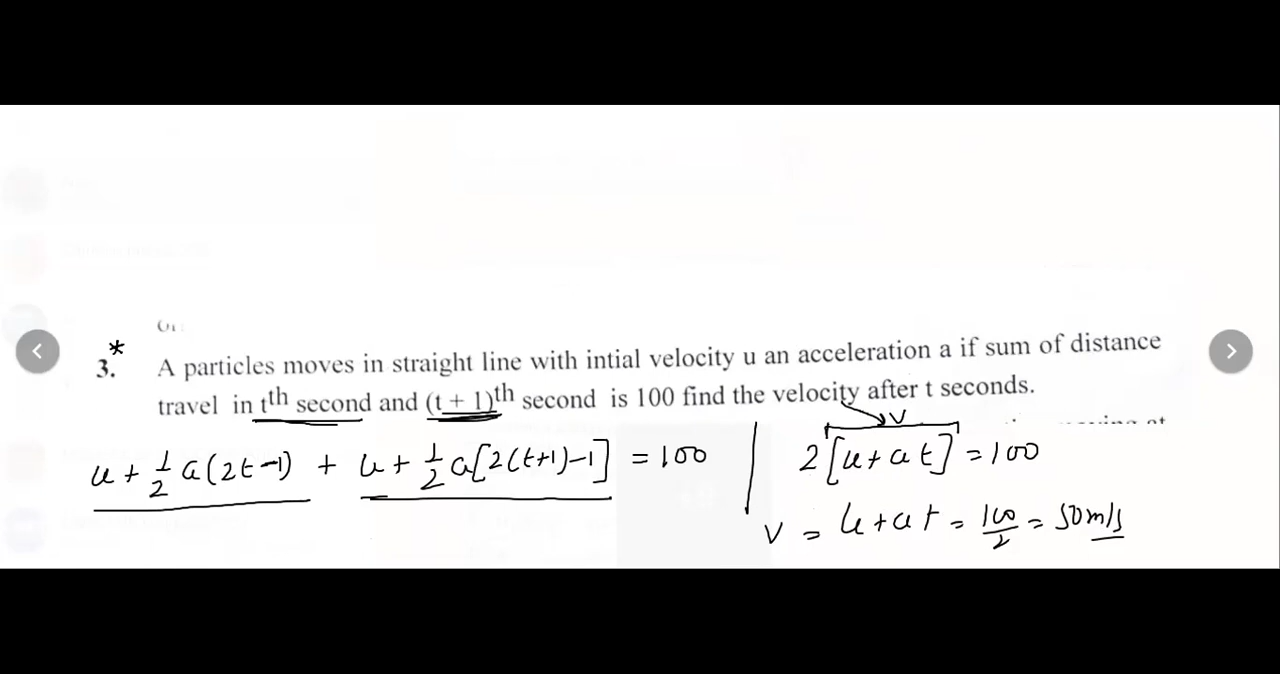 3.* A particles moves in straight line with intial velocity u an acceleration a if sum of distance
travel in tth second and (t + 1)th second is 100 find the velocity after t seconds.
u + 1/2 a(2t-1) + u + 1/2 a[2(t+1)-1] = 100
v
2[u + at] = 100
v = u + at = 100/2 = 50 m/s